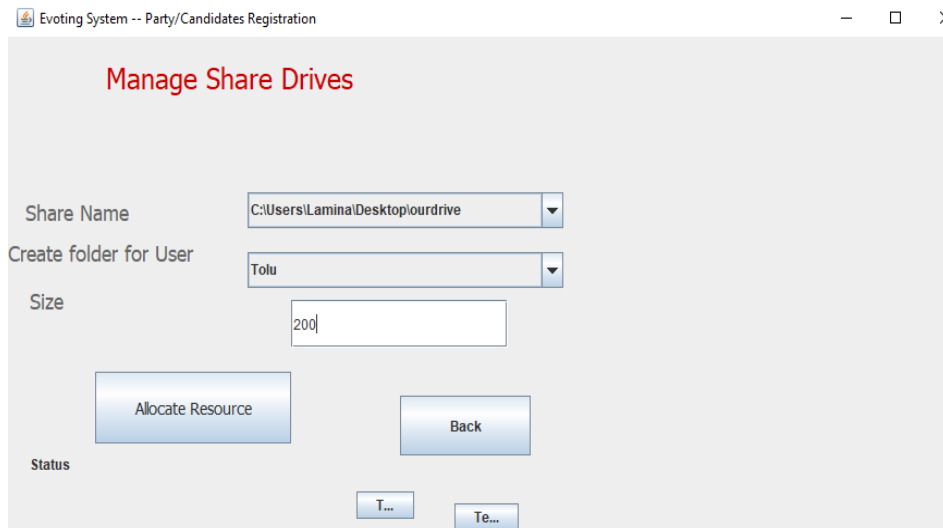 Evoting System -- Party/Candidates Registration
Manage Share Drives
Share Name
C:\Users\Lamina\Desktop\ourdrive
Create folder for User
Tolu
Size
200
Allocate Resource
Back
Status
T...
Te...